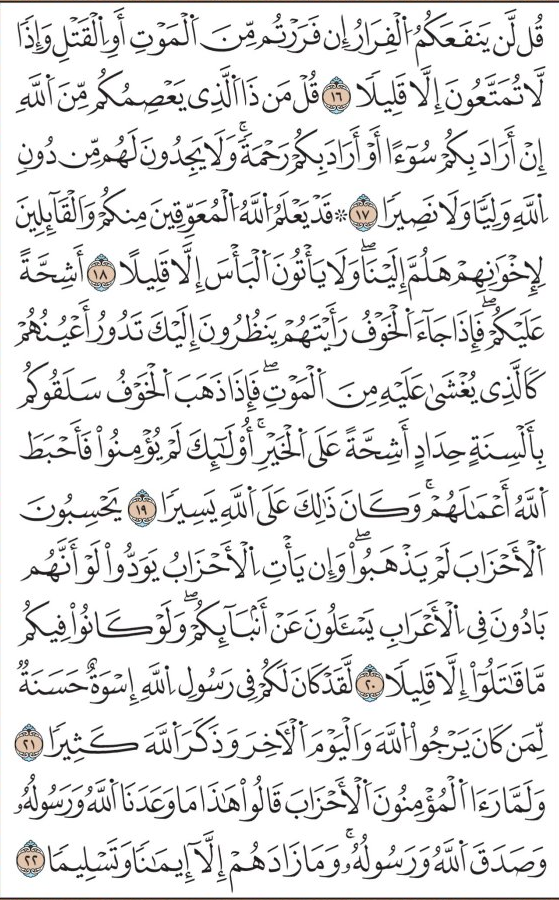 قُل لَّن يَنفَعَكُمُ ٱلْفِرَارُ إِن فَرَرْتُم مِّنَ ٱلْمَوْتِ أَوِ ٱلْقَتْلِ وَإِذًا
لَّا تُمَتَّعُونَ إِلَّا قَلِيلًا ١٦ قُلْ مَن ذَا ٱلَّذِى يَعْصِمُكُم مِّنَ ٱللَّهِ
إِنْ أَرَادَ بِكُمْ سُوٓءًا أَوْ أَرَادَ بِكُمْ رَحْمَةًۚ وَلَا يَجِدُونَ لَهُم مِّن دُونِ
ٱللَّهِ وَلِيًّا وَلَا نَصِيرًا ١٧ ۞ قَدْ يَعْلَمُ ٱللَّهُ ٱلْمُعَوِّقِينَ مِنكُمْ وَٱلْقَآئِلِينَ
لِإِخْوَٰنِهِمْ هَلُمَّ إِلَيْنَاۖ وَلَا يَأْتُونَ ٱلْبَأْسَ إِلَّا قَلِيلًا ١٨ أَشِحَّةً
عَلَيْكُمْۖ فَإِذَا جَآءَ ٱلْخَوْفُ رَأَيْتَهُمْ يَنظُرُونَ إِلَيْكَ تَدُورُ أَعْيُنُهُمْ
كَٱلَّذِى يُغْشَىٰ عَلَيْهِ مِنَ ٱلْمَوْتِۖ فَإِذَا ذَهَبَ ٱلْخَوْفُ سَلَقُوكُم
بِأَلْسِنَةٍ حِدَادٍ أَشِحَّةً عَلَى ٱلْخَيْرِۚ أُوْلَٰٓئِكَ لَمْ يُؤْمِنُواْ فَأَحْبَطَ
ٱللَّهُ أَعْمَٰلَهُمْۚ وَكَانَ ذَٰلِكَ عَلَى ٱللَّهِ يَسِيرًا ١٩ يَحْسِبُونَ
ٱلْأَحْزَابَ لَمْ يَذْهَبُواْۖ وَإِن يَأْتِ ٱلْأَحْزَابُ يَوَدُّواْ لَوْ أَنَّهُم
بَادُونَ فِى ٱلْأَعْرَابِ يَسْـَٔلُونَ عَنْ أَنۢبَآئِكُمْۖ وَلَوْ كَانُواْ فِيكُم
مَّا قَٰتَلُوٓاْ إِلَّا قَلِيلًا ٢٠ لَّقَدْ كَانَ لَكُمْ فِى رَسُولِ ٱللَّهِ إِسْوَةٌ حَسَنَةٌ
لِّمَن كَانَ يَرْجُواْ ٱللَّهَ وَٱلْيَوْمَ ٱلْأٓخِرَ وَذَكَرَ ٱللَّهَ كَثِيرًا ٢١
وَلَمَّا رَءَا ٱلْمُؤْمِنُونَ ٱلْأَحْزَابَ قَالُواْ هَٰذَا مَا وَعَدَنَا ٱللَّهُ وَرَسُولُهُۥ
وَصَدَقَ ٱللَّهُ وَرَسُولُهُۥۚ وَمَا زَادَهُمْ إِلَّآ إِيمَٰنًا وَتَسْلِيمًا ٢٢